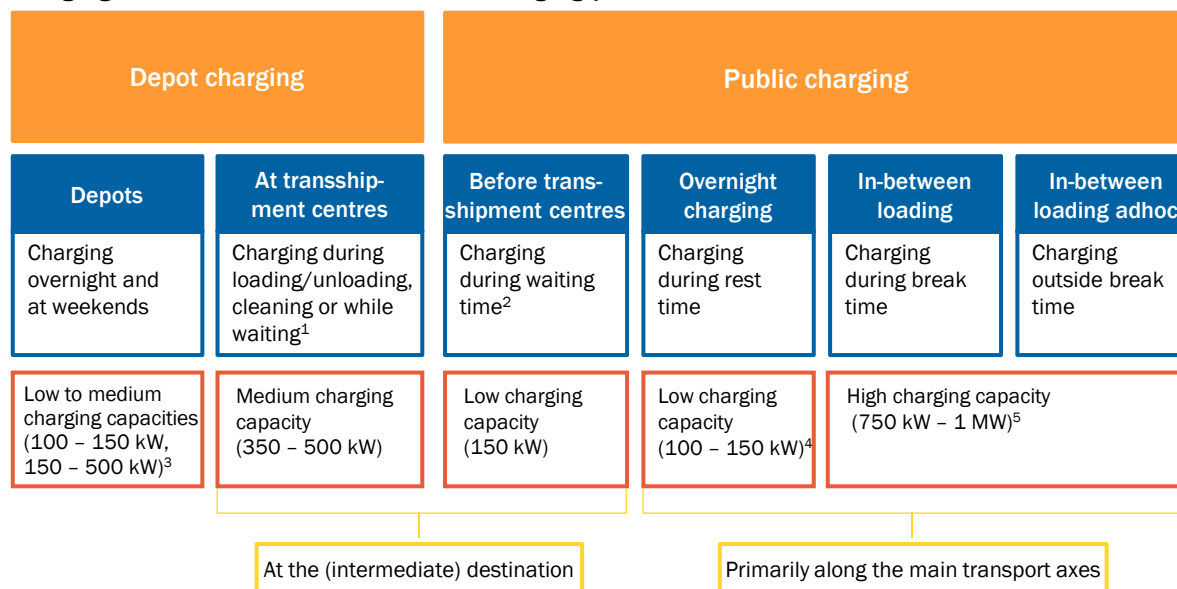 Depot charging
Public charging
Depots
At transship-
ment centres
Before trans-
shipment centres
Overnight
charging
In-between
loading
In-between
loading adhoc
Charging
overnight and
at weekends
Charging during
loading/unloading,
cleaning or while
waiting1
Charging
during waiting
time2
Charging
during rest
time
Charging
during break
time
Charging
outside break
time
Low to medium
charging capacities
(100 – 150 kW,
150 – 500 kW)3
Medium charging
capacity
(350 – 500 kW)
Low charging
capacity
(150 kW)
Low charging
capacity
(100 – 150 kW)4
High charging capacity
(750 kW – 1 MW)5
At the (intermediate) destination
Primarily along the main transport axes